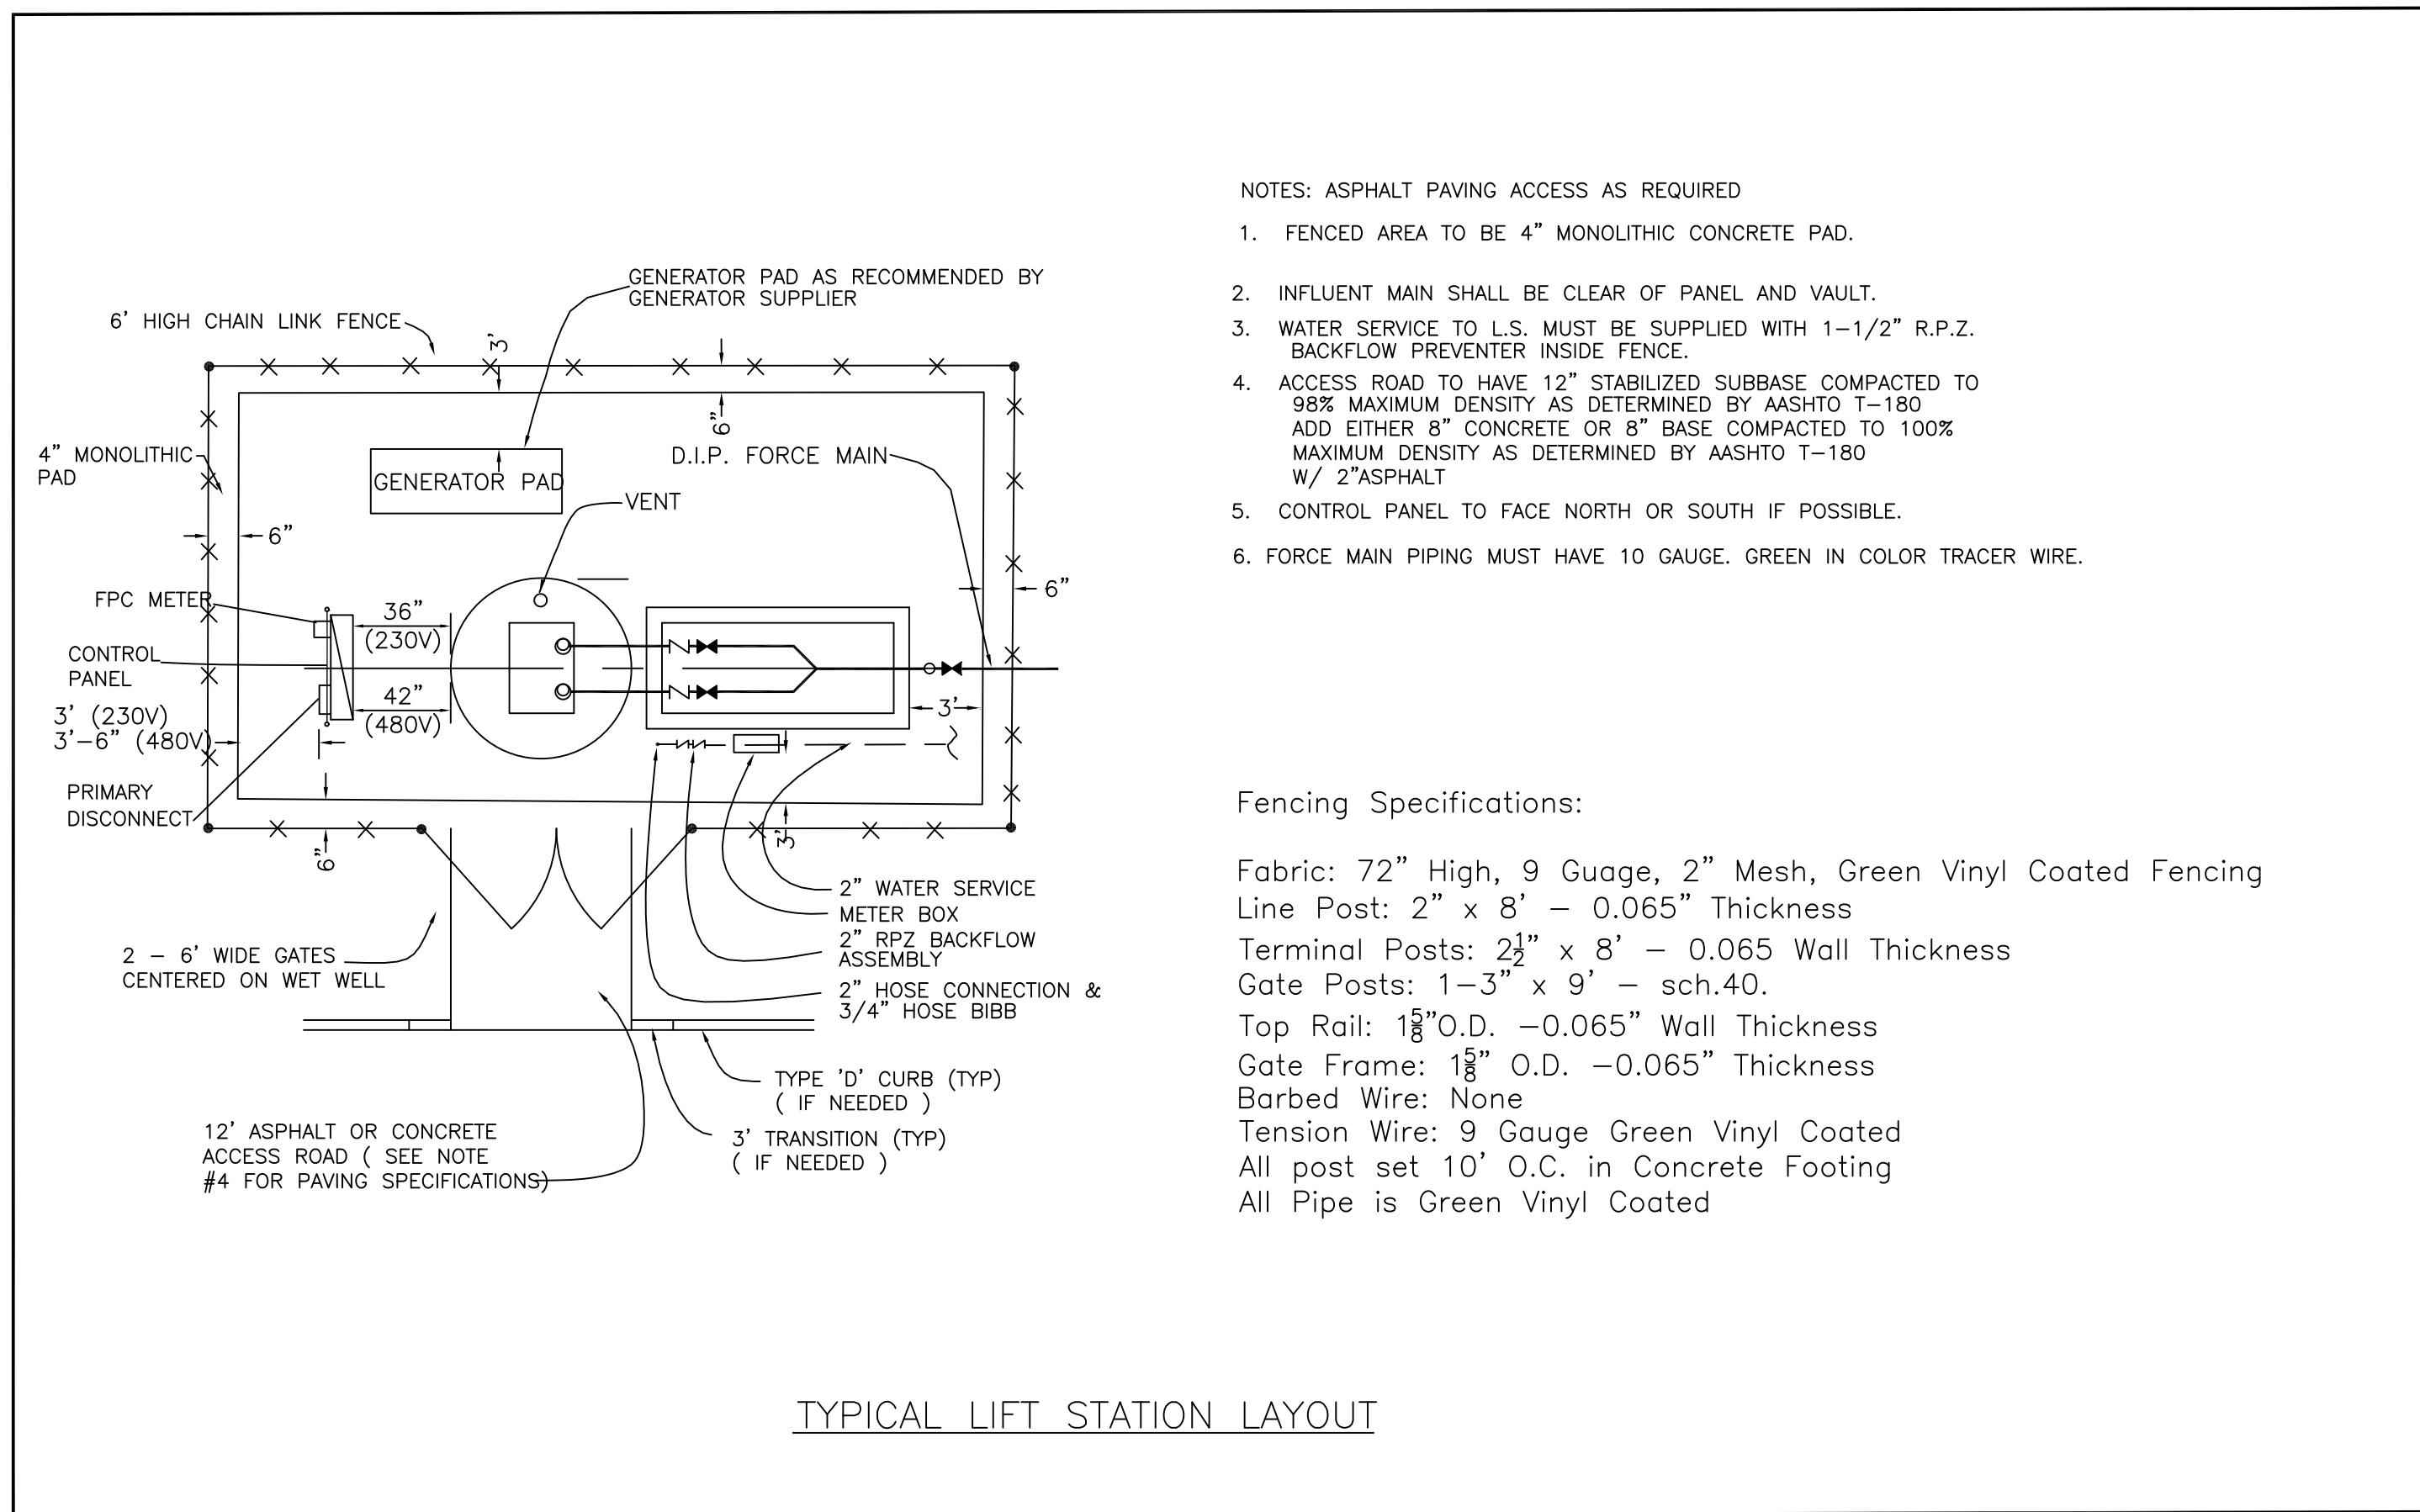 GENERATOR PAD AS RECOMMENDED BY
GENERATOR SUPPLIER
6' HIGH CHAIN LINK FENCE
3'
6"
4" MONOLITHIC
PAD
GENERATOR PAD
D.I.P. FORCE MAIN
VENT
6"
6"
FPC METER
36"
(230V)
CONTROL
PANEL
42"
(480V)
3' (230V)
3'-6" (480V)
3'
PRIMARY
DISCONNECT
6"
3'
2" WATER SERVICE
METER BOX
2" RPZ BACKFLOW
ASSEMBLY
2" HOSE CONNECTION &
3/4" HOSE BIBB
2 - 6' WIDE GATES
CENTERED ON WET WELL
TYPE 'D' CURB (TYP)
( IF NEEDED )
3' TRANSITION (TYP)
( IF NEEDED )
12' ASPHALT OR CONCRETE
ACCESS ROAD ( SEE NOTE
#4 FOR PAVING SPECIFICATIONS)
NOTES: ASPHALT PAVING ACCESS AS REQUIRED
1. FENCED AREA TO BE 4" MONOLITHIC CONCRETE PAD.
2. INFLUENT MAIN SHALL BE CLEAR OF PANEL AND VAULT.
3. WATER SERVICE TO L.S. MUST BE SUPPLIED WITH 1-1/2" R.P.Z.
BACKFLOW PREVENTER INSIDE FENCE.
4. ACCESS ROAD TO HAVE 12" STABILIZED SUBBASE COMPACTED TO
98% MAXIMUM DENSITY AS DETERMINED BY AASHTO T-180
ADD EITHER 8" CONCRETE OR 8" BASE COMPACTED TO 100%
MAXIMUM DENSITY AS DETERMINED BY AASHTO T-180
W/ 2"ASPHALT
5. CONTROL PANEL TO FACE NORTH OR SOUTH IF POSSIBLE.
6. FORCE MAIN PIPING MUST HAVE 10 GAUGE. GREEN IN COLOR TRACER WIRE.
Fencing Specifications:
Fabric: 72" High, 9 Guage, 2" Mesh, Green Vinyl Coated Fencing
Line Post: 2" x 8' - 0.065" Thickness
Terminal Posts: 2½" x 8' - 0.065 Wall Thickness
Gate Posts: 1-3" x 9' - sch.40.
Top Rail: 1⅝"O.D. -0.065" Wall Thickness
Gate Frame: 1⅝" O.D. -0.065" Thickness
Barbed Wire: None
Tension Wire: 9 Gauge Green Vinyl Coated
All post set 10' O.C. in Concrete Footing
All Pipe is Green Vinyl Coated
TYPICAL LIFT STATION LAYOUT